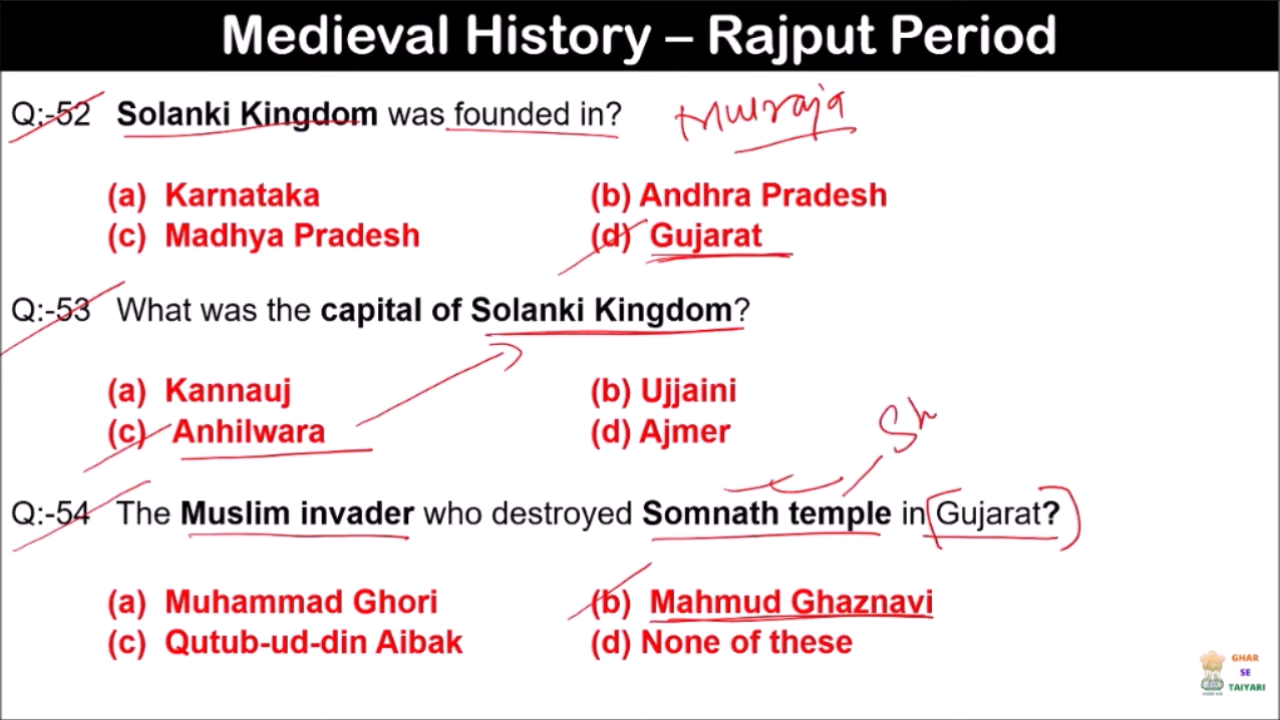 Medieval History – Rajput Period
Q:-52 Solanki Kingdom was founded in? Mulraja
(a) Karnataka (b) Andhra Pradesh
(c) Madhya Pradesh (d) Gujarat
Q:-53 What was the capital of Solanki Kingdom?
(a) Kannauj (b) Ujjaini
(c) Anhilwara (d) Ajmer
Sh
Q:-54 The Muslim invader who destroyed Somnath temple in Gujarat?
(a) Muhammad Ghori (b) Mahmud Ghaznavi
(c) Qutub-ud-din Aibak (d) None of these
GHAR
SE
TAIYARI